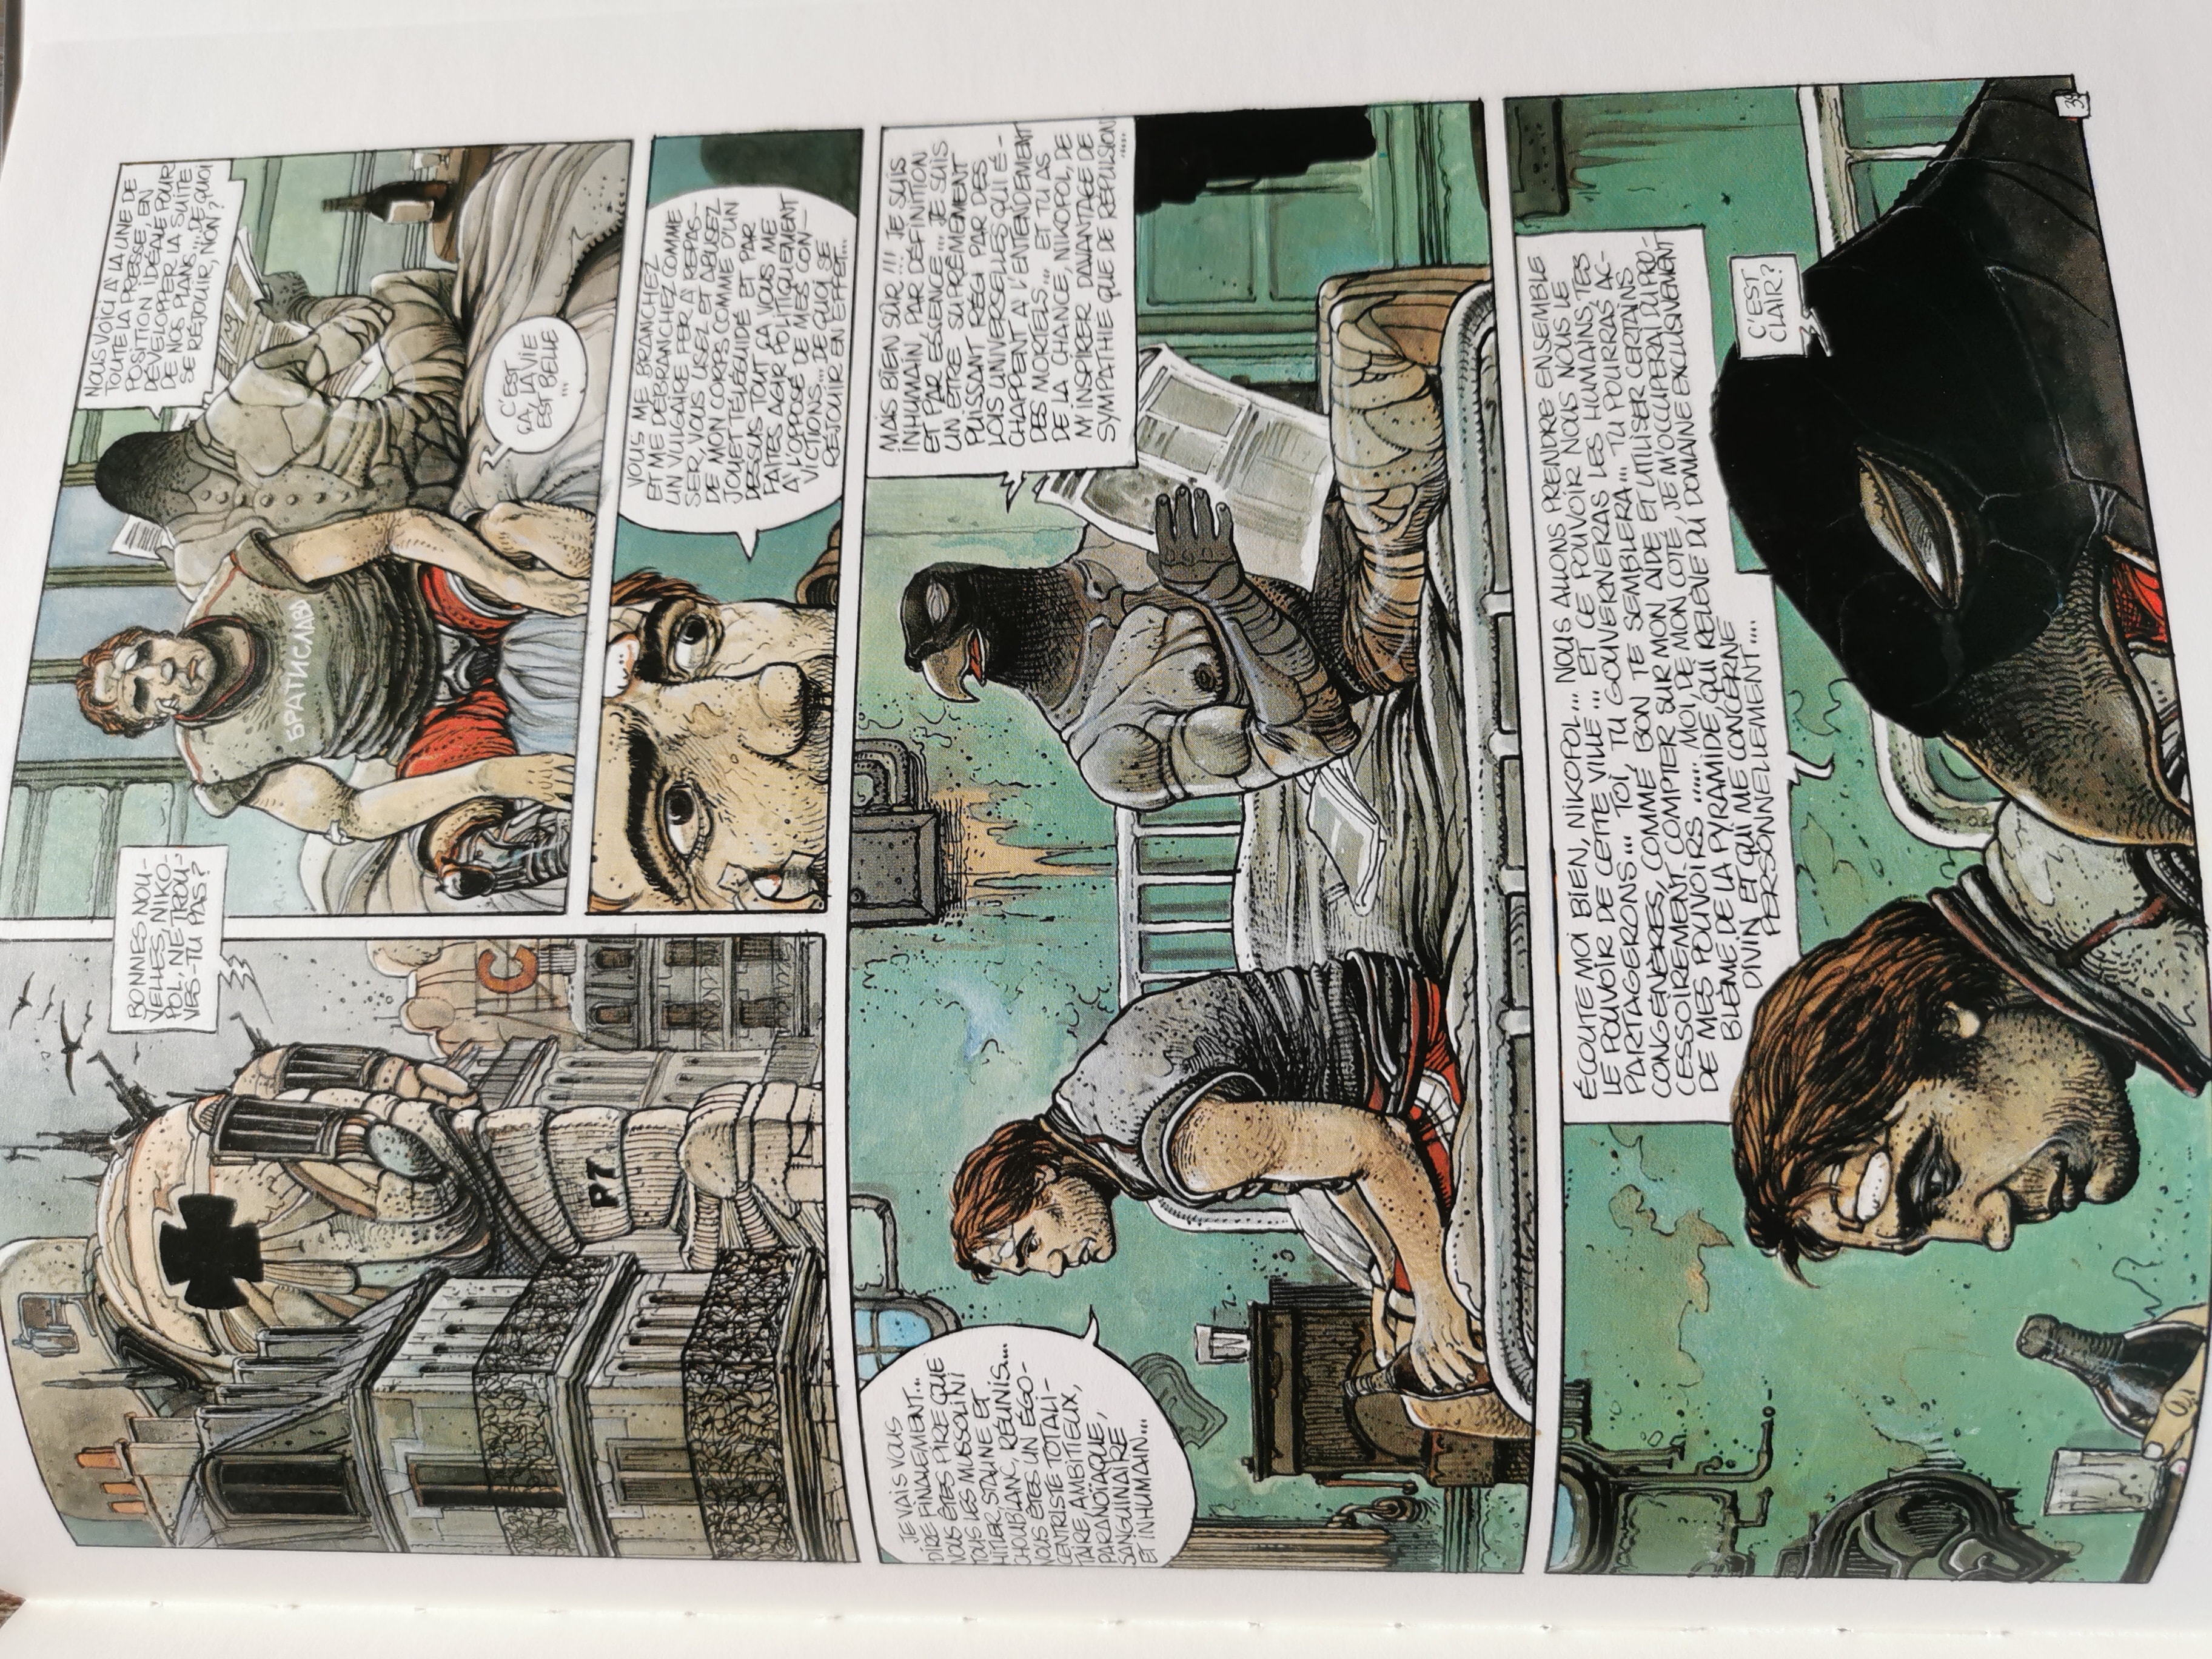 BONNES NOU-
VELLES, NIKO-
POL, NE TROU-
VES-TU PAS?
P7
C
NOUS VOICI A' LA UNE DE
TOUTE LA PRESSE, EN
POSITION IDÉALE POUR
DÉVELOPPER LA SUITE
DE NOS PLANS... DE QUOI
SE RÉJOUIR, NON?
БРАТИСЛАВА
C'EST
ÇA, LA VIE
EST BELLE
...
VOUS ME BRANCHEZ
ET ME DÉBRANCHEZ COMME
UN VULGAIRE FER A' REPAS-
SER, VOUS USEZ ET ABUSEZ
DE MON CORPS COMME D'UN
JOUET TÉLÉGUIDÉ ET PAR
DESSUS TOUT ÇA VOUS ME
FAITES AGIR POLITIQUEMENT
A' L'OPPOSÉ DE MES CON-
VICTIONS... DE QUOI SE
RÉJOUIR EN EFFET...
JE VAIS VOUS
DIRE FINALEMENT...
VOUS ÊTES PIRE QUE
TOUS LES MUSSOLINI
HITLER, STALINE ET
CHOUBLANC, RÉUNIS...
VOUS ÊTES UN ÉGO-
CENTRISTE TOTALI-
TAIRE AMBITIEUX,
PARANOÏAQUE,
SANGUINAIRE
ET INHUMAIN...
MAIS BIEN SUR!!! JE SUIS
INHUMAIN, PAR DÉFINITION
ET PAR ESSENCE... JE SUIS
UN ÊTRE SUPRÊMEMENT
PUISSANT RÉGI PAR DES
LOIS UNIVERSELLES QUI É-
CHAPPENT A' L'ENTENDEMENT
DES MORTELS... ET TU AS
DE LA CHANCE, NIKOPOL, DE
M'INSPIRER DAVANTAGE DE
SYMPATHIE QUE DE REPULSION
....
ÉCOUTE MOI BIEN, NIKOPOL... NOUS ALLONS PRENDRE ENSEMBLE
LE POUVOIR DE CETTE VILLE... ET CE POUVOIR NOUS NOUS LE
PARTAGERONS... TOI, TU GOUVERNERAS LES HUMAINS TES
CONGÉNÈRES, COMME BON TE SEMBLERA... TU POURRAS AC-
CESSOIREMENT COMPTER SUR MON AIDE ET UTILISER CERTAINS
DE MES POUVOIRS...... MOI, DE MON COTÉ, JE M'OCCUPERAI DU PRO-
BLÈME DE LA PYRAMIDE QUI RELÈVE DU DOMAINE EXCLUSIVEMENT
DIVIN ET QUI ME CONCERNE
PERSONNELLEMENT....
C'EST
CLAIR?
39